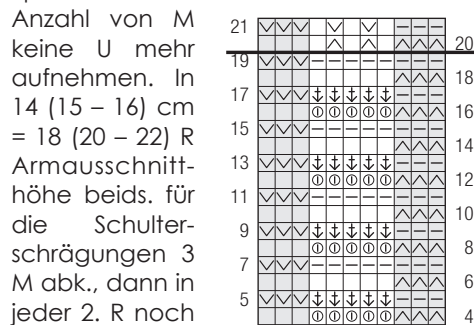 Anzahl von M
keine U mehr
aufnehmen. In
14 (15 – 16) cm
= 18 (20 – 22) R
Armausschnitt-
höhe beids. für
die Schulter-
schrägungen 3
M abk., dann in
jeder 2. R noch
21
20
19
18
17
16
15
14
13
12
11
10
9
8
7
6
5
4